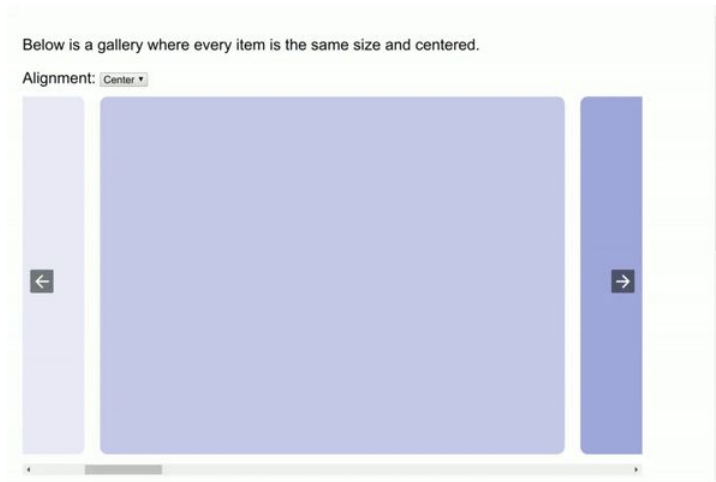 Below is a gallery where every item is the same size and centered.
Alignment: Center